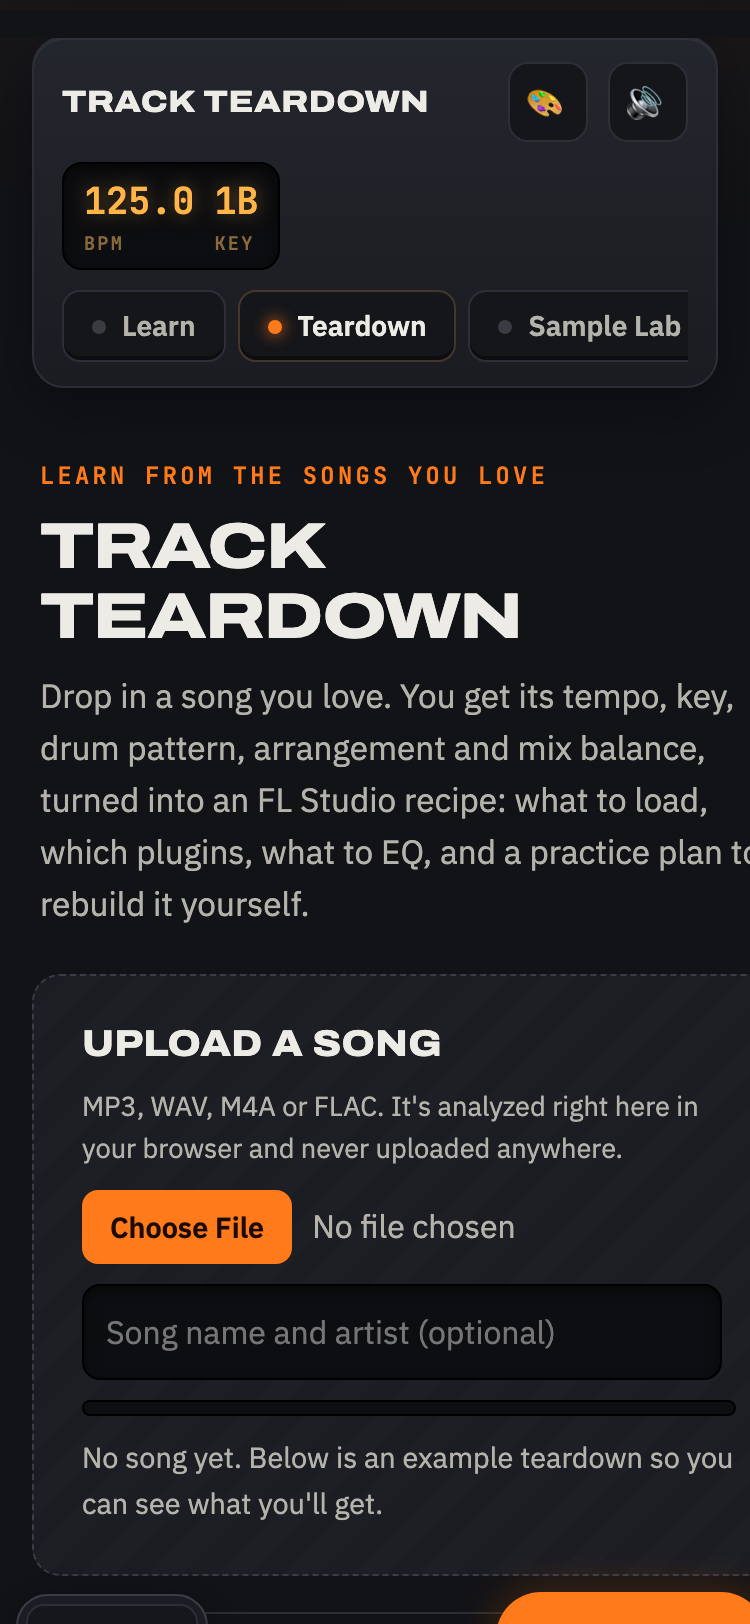 TRACK TEARDOWN
125.0 1B
BPM KEY
Learn Teardown Sample Lab
LEARN FROM THE SONGS YOU LOVE
TRACK
TEARDOWN
Drop in a song you love. You get its tempo, key,
drum pattern, arrangement and mix balance,
turned into an FL Studio recipe: what to load,
which plugins, what to EQ, and a practice plan to
rebuild it yourself.
UPLOAD A SONG
MP3, WAV, M4A or FLAC. It's analyzed right here in
your browser and never uploaded anywhere.
Choose File No file chosen
Song name and artist (optional)
No song yet. Below is an example teardown so you
can see what you'll get.